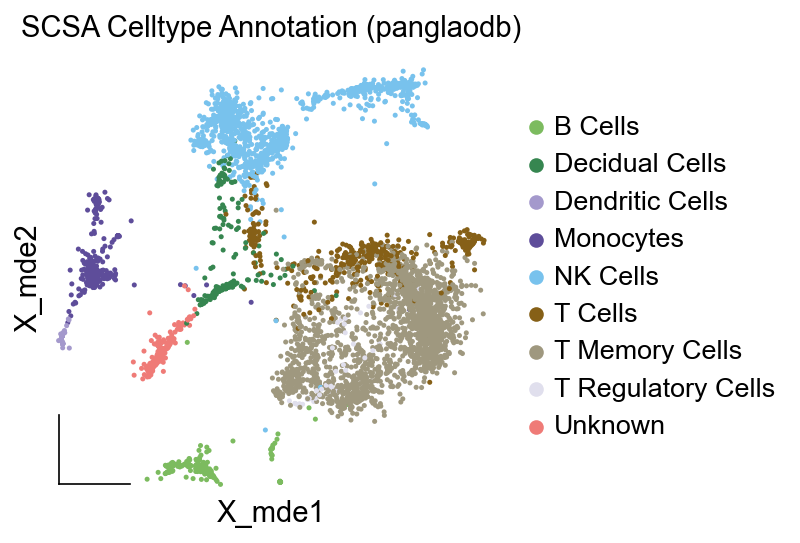 SCSA Celltype Annotation (panglaodb)
B Cells
Decidual Cells
Dendritic Cells
Monocytes
NK Cells
T Cells
T Memory Cells
T Regulatory Cells
Unknown
X_mde2
X_mde1